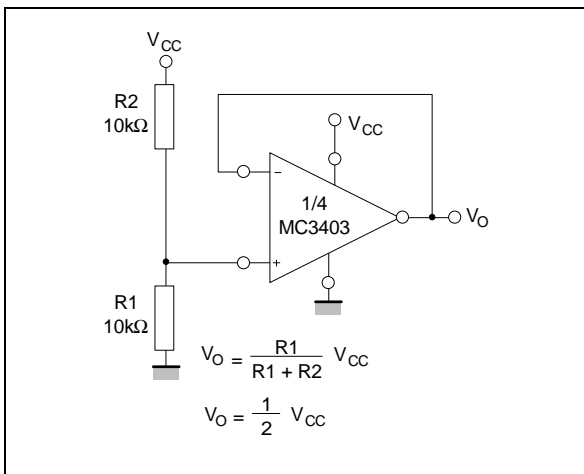 VCC
R2
10kΩ
VCC
-
1/4
MC3403
VO
+
R1
10kΩ
VO = R1 / R1 + R2 VCC
VO = 1 / 2 VCC